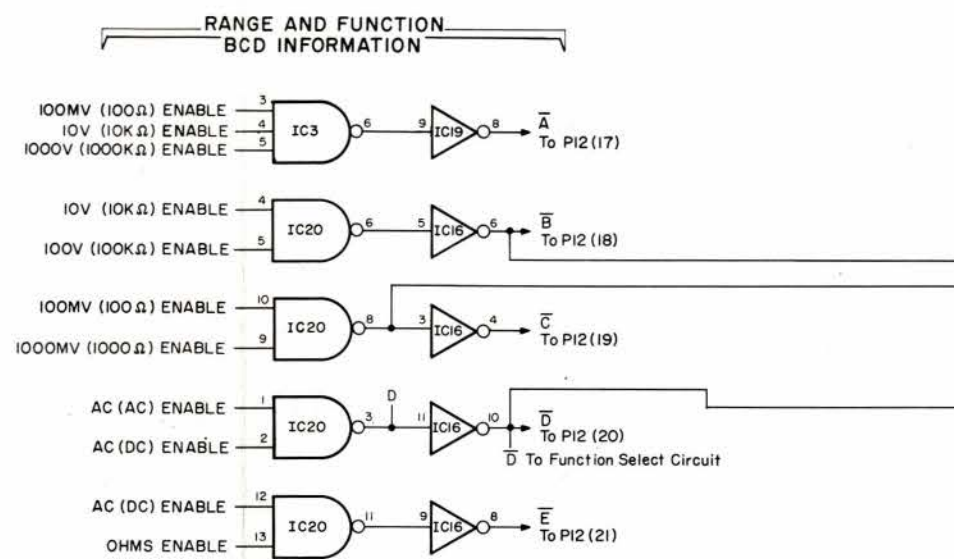 RANGE AND FUNCTION
BCD INFORMATION
100MV (100Ω) ENABLE 3
10V (10KΩ) ENABLE 4
1000V (1000KΩ) ENABLE 5
IC3 6 9 IC19 8 A̅
To P12 (17)
10V (10KΩ) ENABLE 4
100V (100KΩ) ENABLE 5
IC20 6 5 IC16 6 B̅
To P12 (18)
100MV (100Ω) ENABLE 10
1000MV (1000Ω) ENABLE 9
IC20 8 3 IC16 4 C̅
To P12 (19)
AC (AC) ENABLE 1
AC (DC) ENABLE 2
IC20 3 D 11 IC16 10 D̅
To P12 (20)
D̅ To Function Select Circuit
AC (DC) ENABLE 12
OHMS ENABLE 13
IC20 11 9 IC16 8 E̅
To P12 (21)